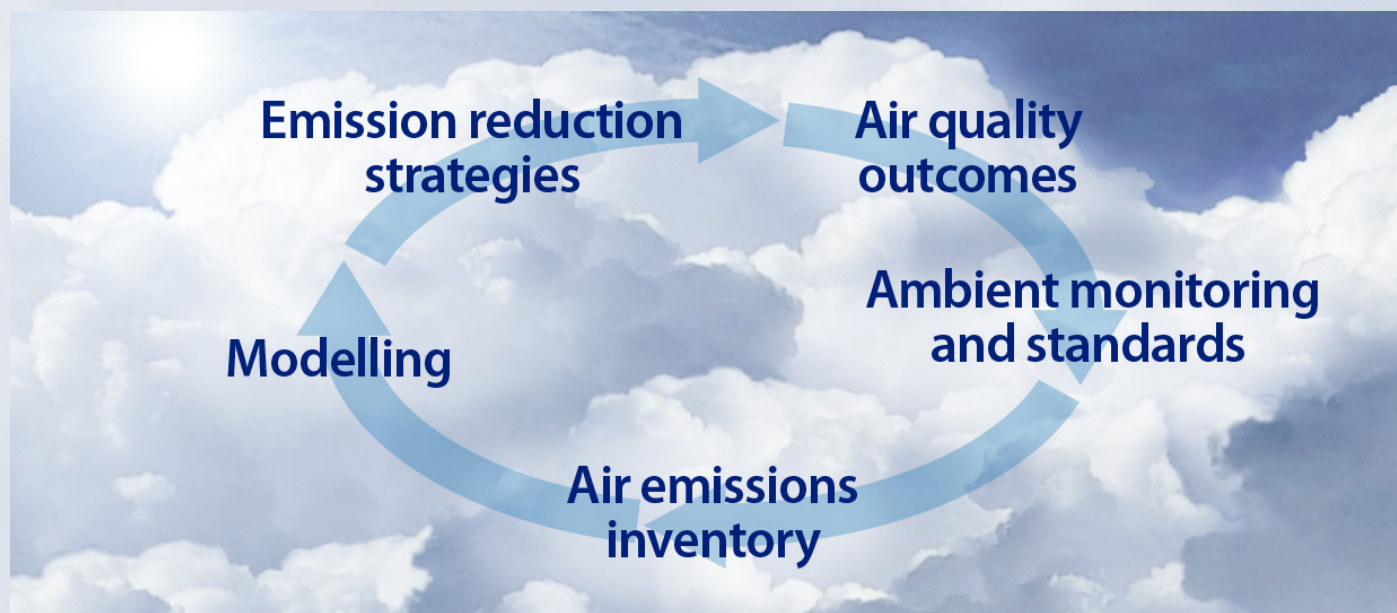 Emission reduction
strategies
Air quality
outcomes
Ambient monitoring
and standards
Air emissions
inventory
Modelling